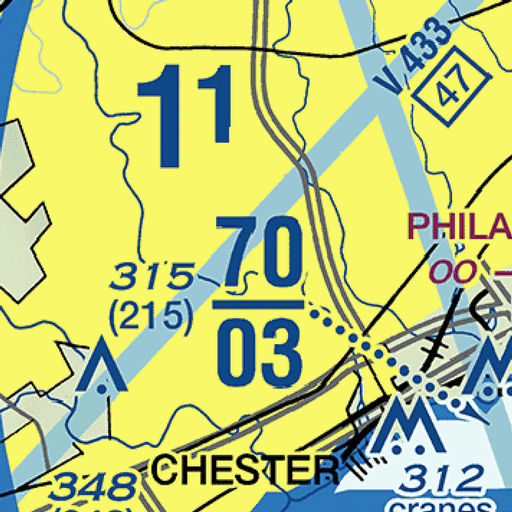 V 433
47
1¹
PHILA
OO
70
03
315
(215)
CHESTER
348
312
cranes